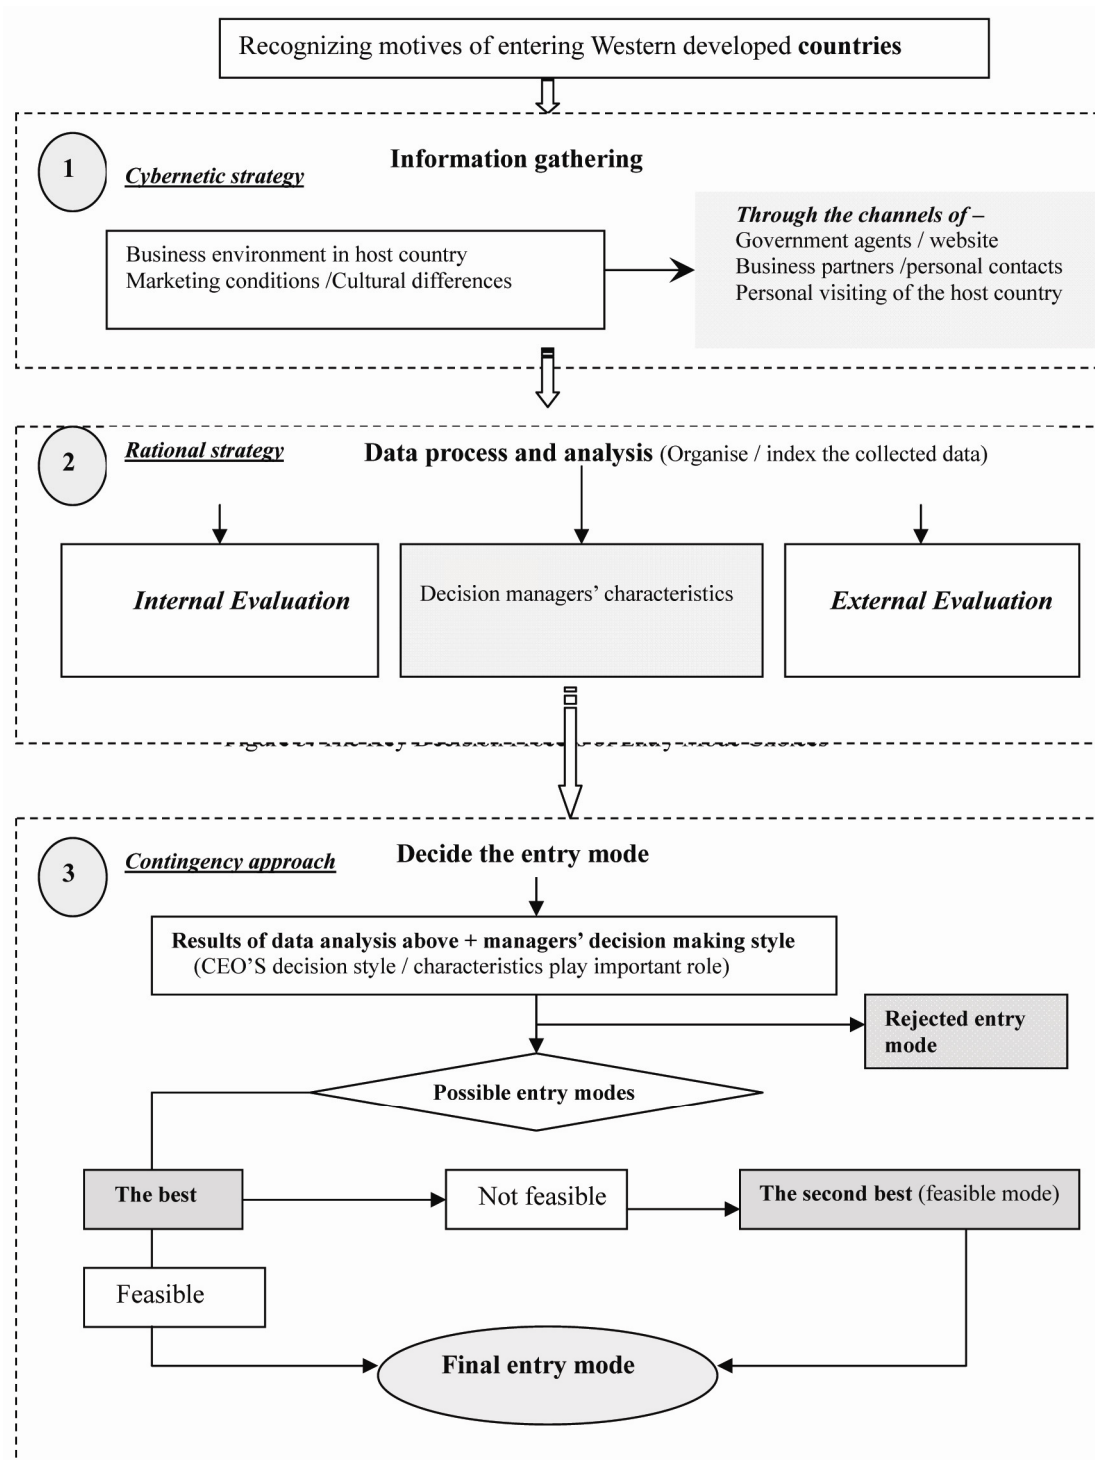 Recognizing motives of entering Western developed countries
1
Cybernetic strategy
Information gathering
Business environment in host country
Marketing conditions /Cultural differences
Through the channels of –
Government agents / website
Business partners /personal contacts
Personal visiting of the host country
2
Rational strategy
Data process and analysis (Organise / index the collected data)
Internal Evaluation
Decision managers’ characteristics
External Evaluation
3
Contingency approach
Decide the entry mode
Results of data analysis above + managers’ decision making style
(CEO’S decision style / characteristics play important role)
Rejected entry
mode
Possible entry modes
The best
Not feasible
The second best (feasible mode)
Feasible
Final entry mode